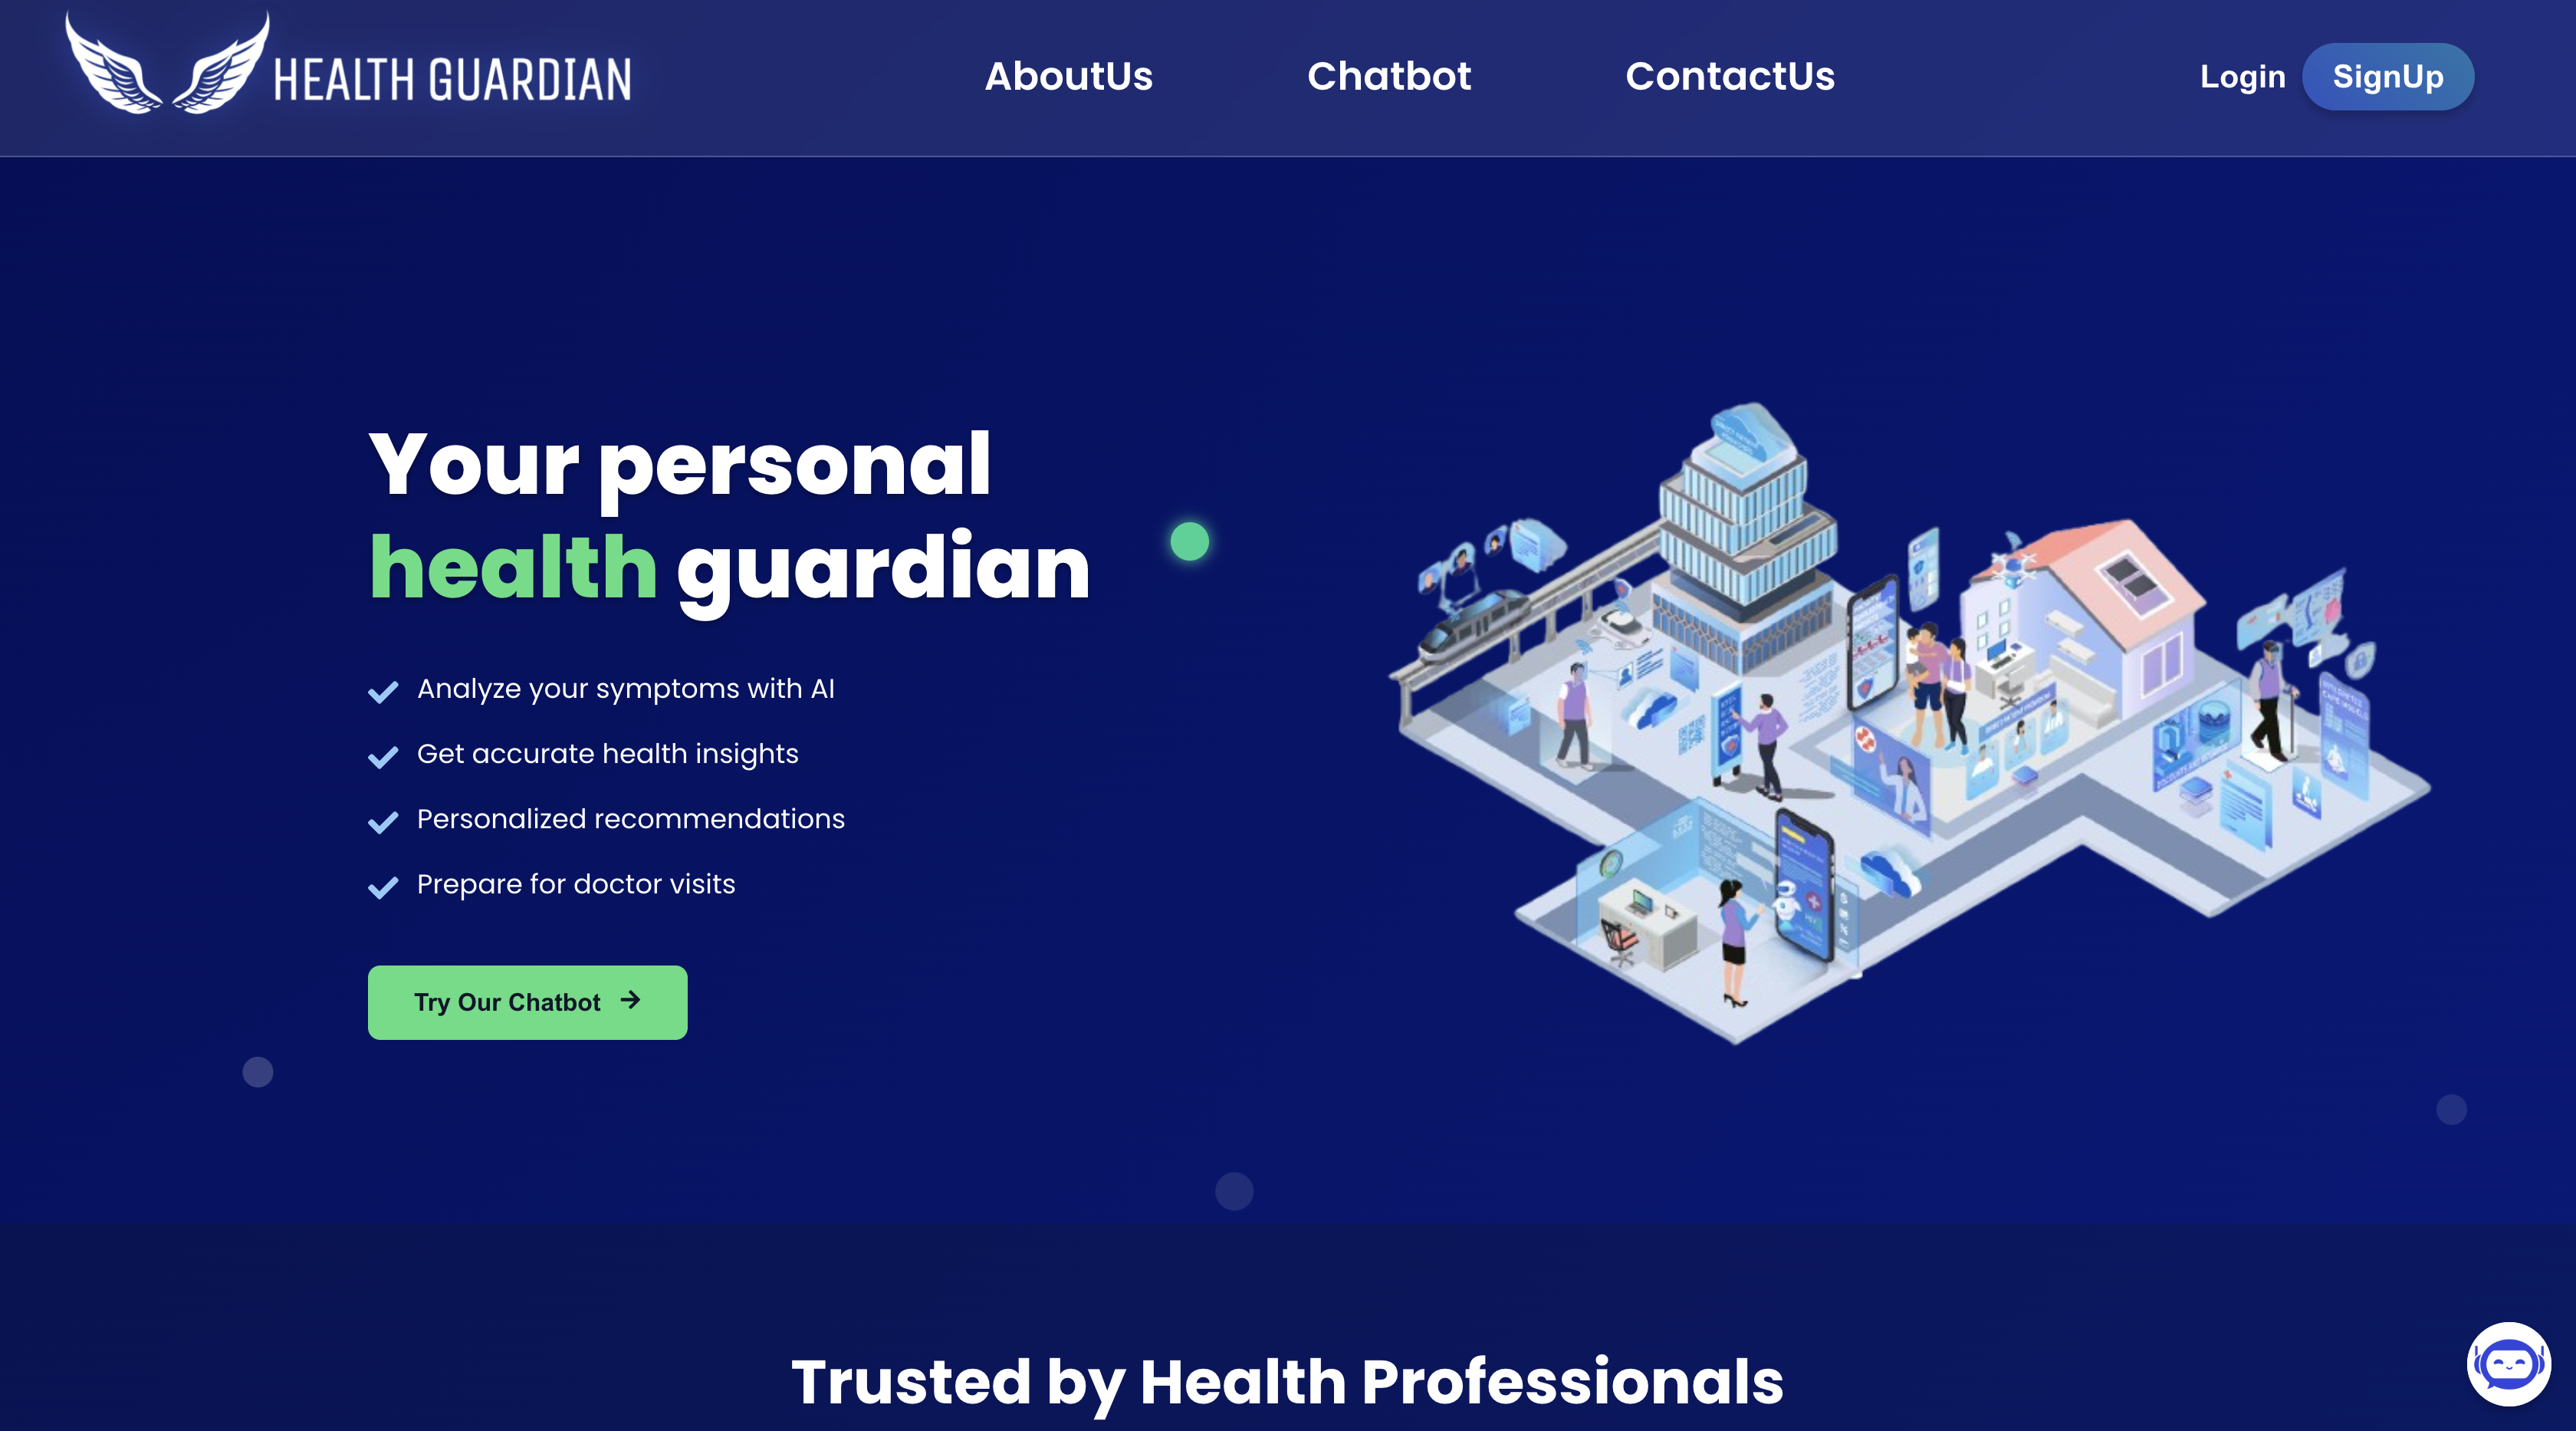 HEALTH GUARDIAN
AboutUs
Chatbot
ContactUs
Login
SignUp
Your personal
health guardian
Analyze your symptoms with AI
Get accurate health insights
Personalized recommendations
Prepare for doctor visits
Try Our Chatbot
Trusted by Health Professionals